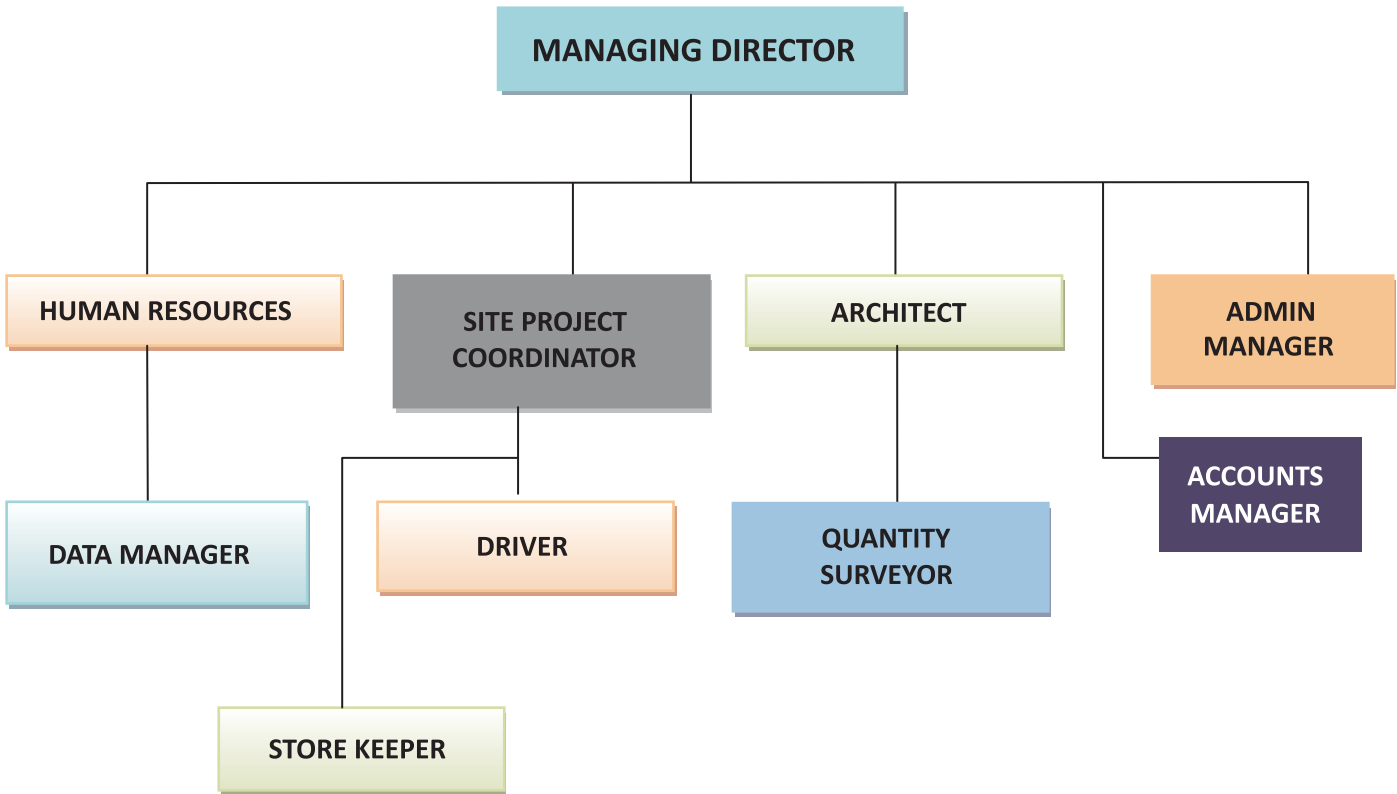 MANAGING DIRECTOR
HUMAN RESOURCES
SITE PROJECT
COORDINATOR
ARCHITECT
ADMIN
MANAGER
ACCOUNTS
MANAGER
DATA MANAGER
DRIVER
QUANTITY
SURVEYOR
STORE KEEPER